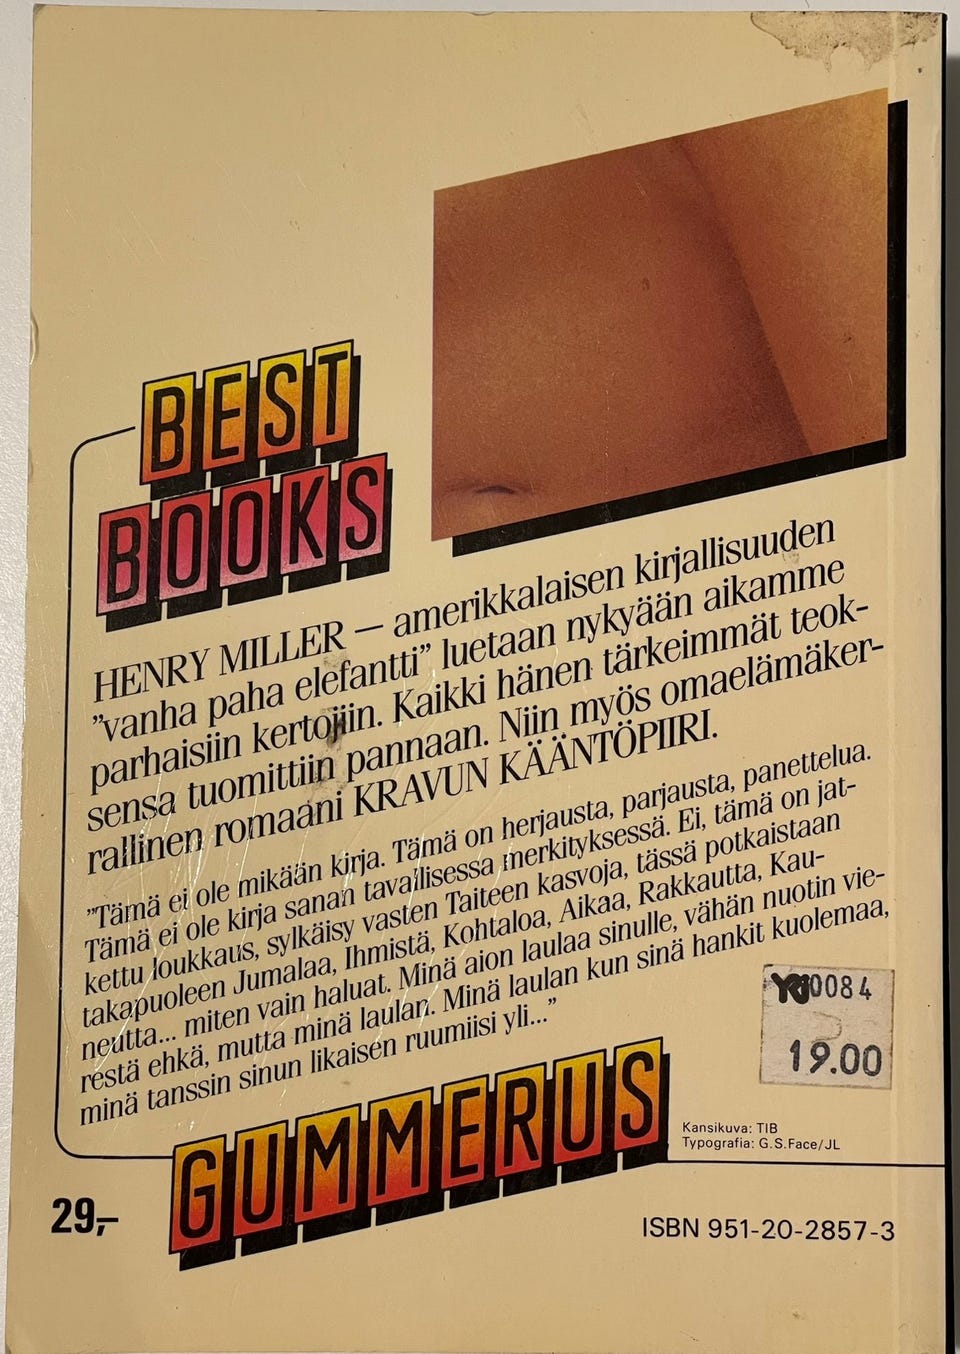 BEST
BOOKS
HENRY MILLER – amerikkalaisen kirjallisuuden
”vanha paha elefantti” luetaan nykyään aikamme
parhaisiin kertojiin. Kaikki hänen tärkeimmät teok-
sensa tuomittiin pannaan. Niin myös omaelämäker-
rallinen romaani KRAVUN KÄÄNTÖPIIRI.
”Tämä ei ole mikään kirja. Tämä on herjausta, parjausta, panettelua.
Tämä ei ole kirja sanan tavallisessa merkityksessä. Ei, tämä on jat-
kettu loukkaus, sylkäisy vasten Taiteen kasvoja, tässä potkaistaan
takapuoleen Jumalaa, Ihmistä, Kohtaloa, Aikaa, Rakkautta, Kau-
neutta... miten vain haluat. Minä aion laulaa sinulle, vähän nuotin vie-
restä ehkä, mutta minä laulan. Minä laulan kun sinä hankit kuolemaa,
minä tanssin sinun likaisen ruumiisi yli...”
0084
19.00
GUMMERUS
Kansikuva: TIB
Typografia: G.S.Face/JL
29,–
ISBN 951-20-2857-3